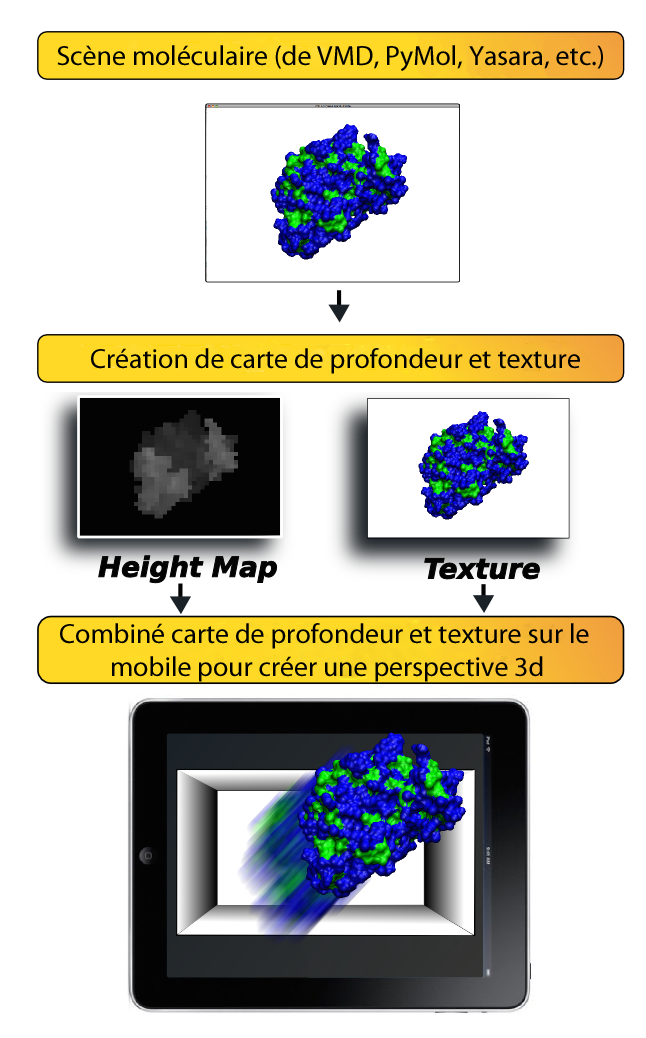 Scène moléculaire (de VMD, PyMol, Yasara, etc.)
Création de carte de profondeur et texture
Height Map
Texture
Combiné carte de profondeur et texture sur le
mobile pour créer une perspective 3d